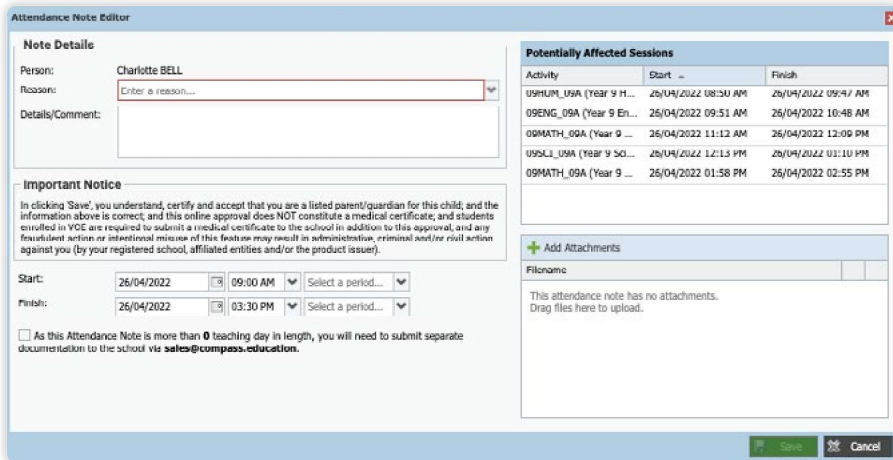 Attendance Note Editor
Note Details
Person: Charlotte BELL
Reason: Enter a reason...
Details/Comment:
Important Notice
In clicking 'Save', you understand, certify and accept that you are a listed parent/guardian for this child; and the
information above is correct; and this online approval does NOT constitute a medical certificate; and students
enrolled in VCE are required to submit a medical certificate to the school in addition to this approval, and any
fraudulent action or intentional misuse of this feature may result in administrative, criminal and/or civil action
against you (by your registered school, affiliated entities and/or the product issuer).
Start: 26/04/2022 09:00 AM Select a period...
Finish: 26/04/2022 03:30 PM Select a period...
As this Attendance Note is more than 0 teaching day in length, you will need to submit separate
documentation to the school via sales@compass.education.
Potentially Affected Sessions
Activity Start Finish
09HUM_09A (Year 9 H... 26/04/2022 08:50 AM 26/04/2022 09:47 AM
09ENG_09A (Year 9 En... 26/04/2022 09:51 AM 26/04/2022 10:48 AM
09MATH_09A (Year 9 ... 26/04/2022 11:12 AM 26/04/2022 12:09 PM
09SCI_09A (Year 9 Sci... 26/04/2022 12:13 PM 26/04/2022 01:10 PM
09MATH_09A (Year 9 ... 26/04/2022 01:58 PM 26/04/2022 02:55 PM
Add Attachments
Filename
This attendance note has no attachments.
Drag files here to upload.
Save Cancel